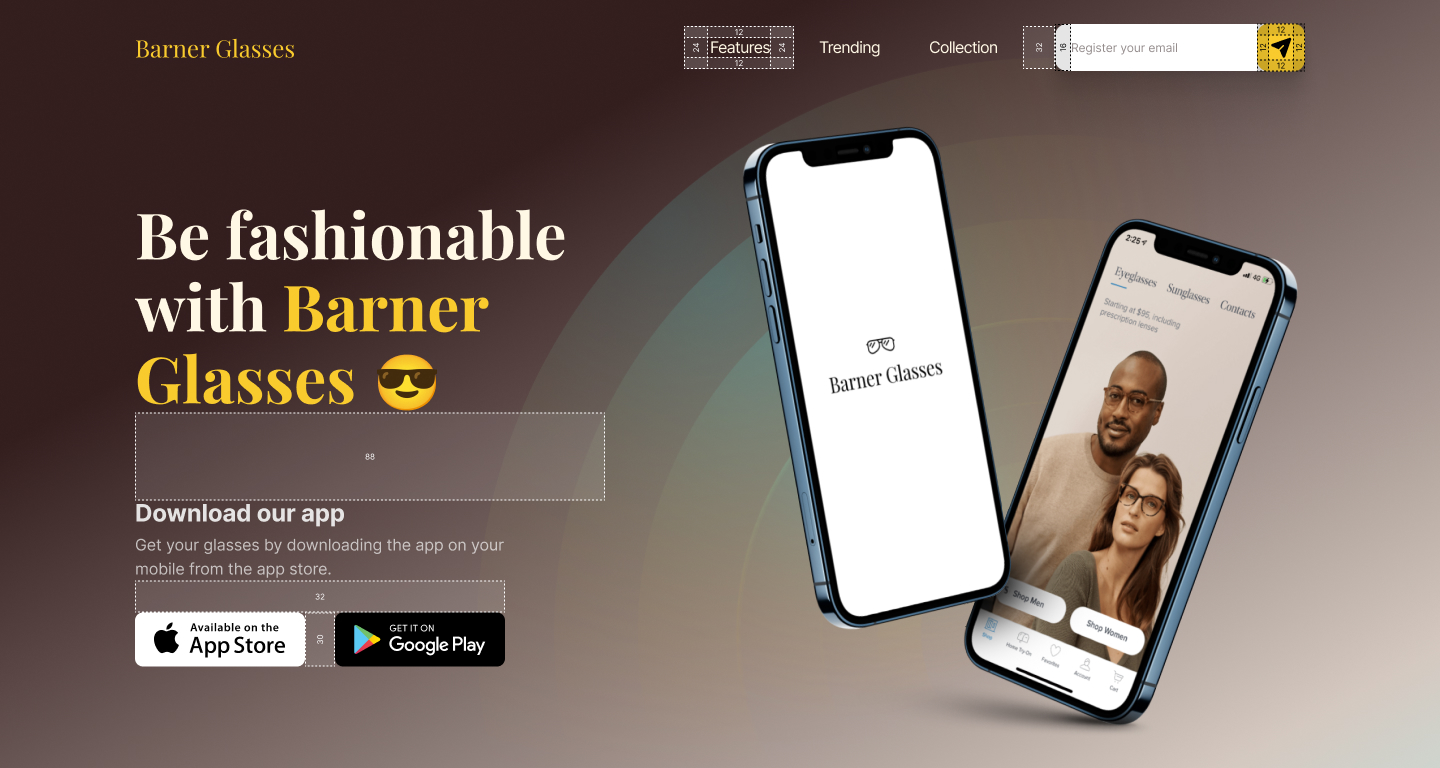 Barner Glasses
12
24
Features
24
12
Trending
Collection
32
16
Register your email
12
12
12
12
Be fashionable
with Barner
Glasses 😎
88
Download our app
Get your glasses by downloading the app on your
mobile from the app store.
32
Available on the
App Store
30
GET IT ON
Google Play
Barner Glasses
2:25
4G
Eyeglasses
Sunglasses
Contacts
Starting at $95, including
prescription lenses
Shop Men
Shop Women
Shop
Home Try-On
Favorites
Account
Cart